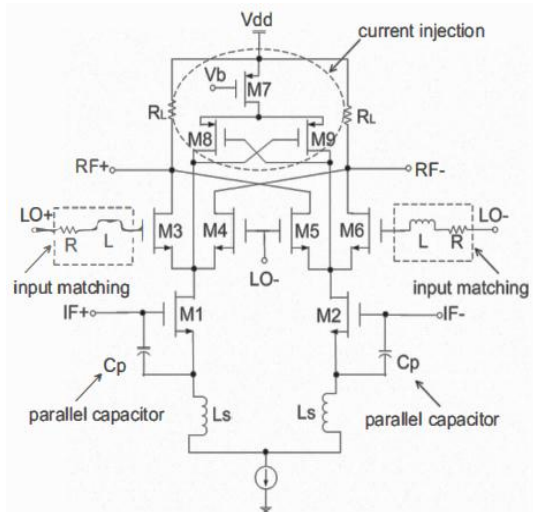 Vdd
current injection
Vb
M7
RL
RL
M8
M9
RF+
RF-
LO+
R
L
M3
M4
M5
M6
L
R
LO-
input matching
LO-
input matching
IF+
M1
M2
IF-
Cp
Cp
parallel capacitor
Ls
Ls
parallel capacitor